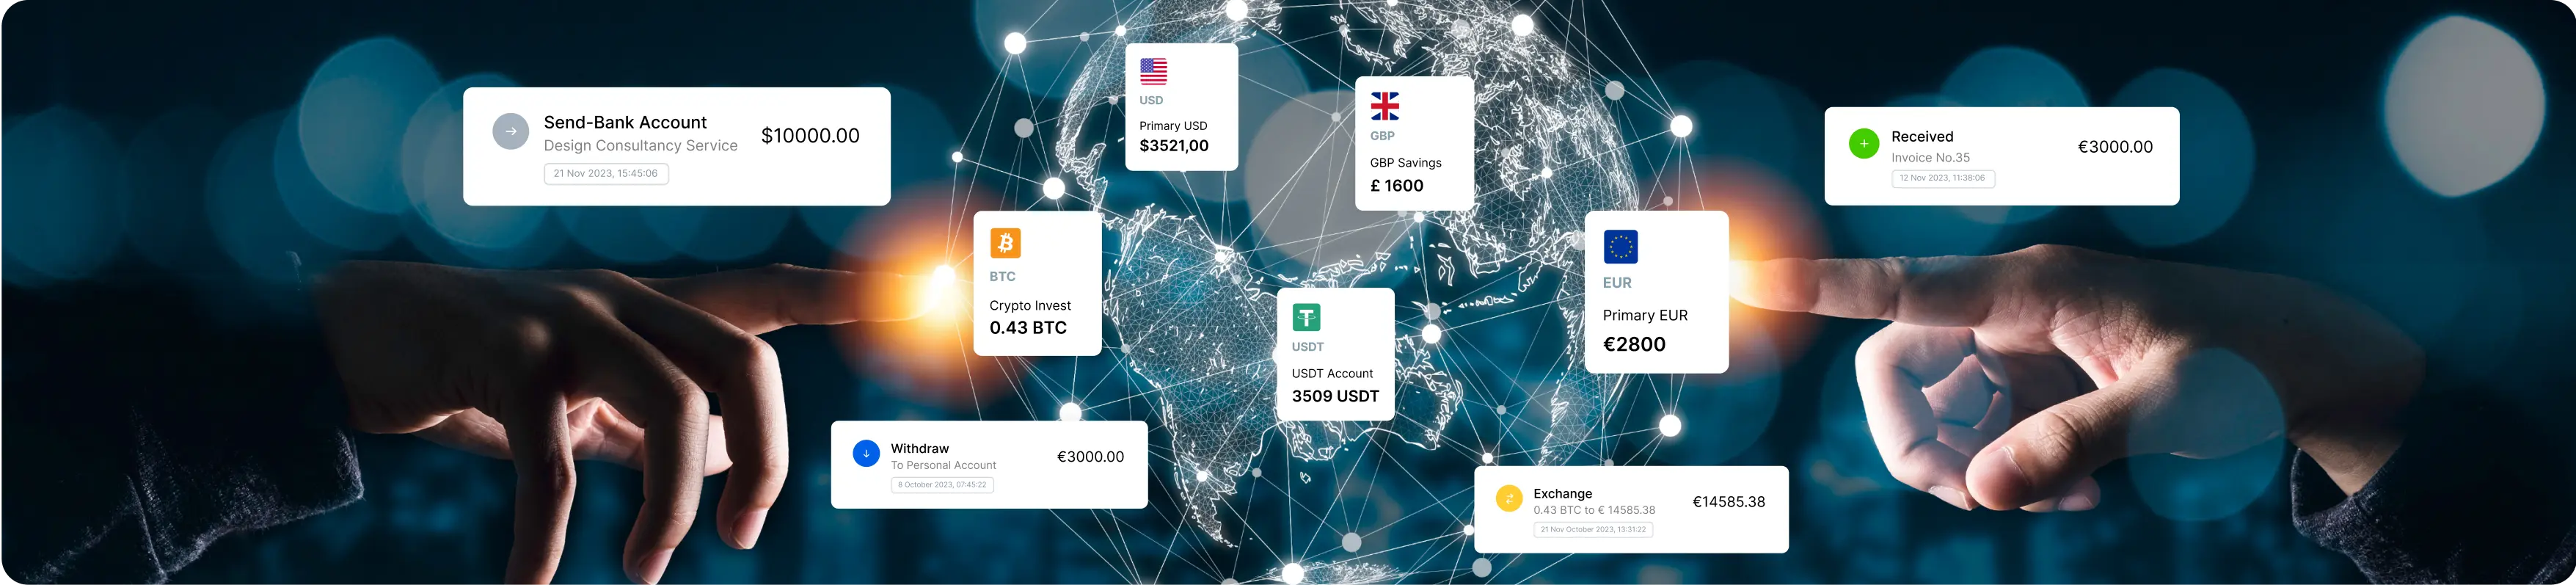 Send-Bank Account
Design Consultancy Service
$10000.00
21 Nov 2023, 15:45:06
USD
Primary USD
$3521,00
GBP
GBP Savings
£ 1600
Received
Invoice No.35
€3000.00
12 Nov 2023, 11:38:06
BTC
Crypto Invest
0.43 BTC
USDT
USDT Account
3509 USDT
EUR
Primary EUR
€2800
Withdraw
To Personal Account
€3000.00
8 October 2023, 07:45:22
Exchange
0.43 BTC to € 14585.38
€14585.38
21 Nov October 2023, 13:31:22